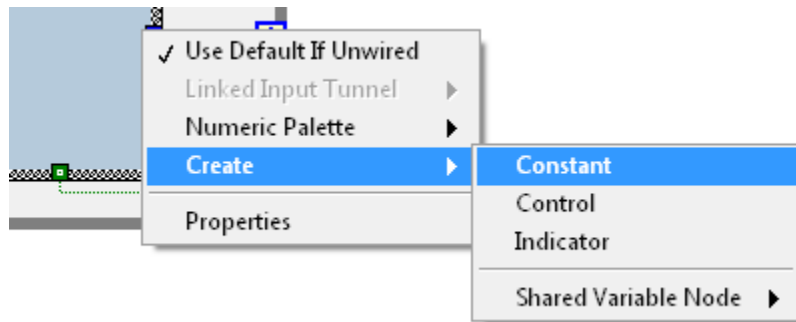 Use Default If Unwired
Linked Input Tunnel
Numeric Palette
Create
Properties
Constant
Control
Indicator
Shared Variable Node